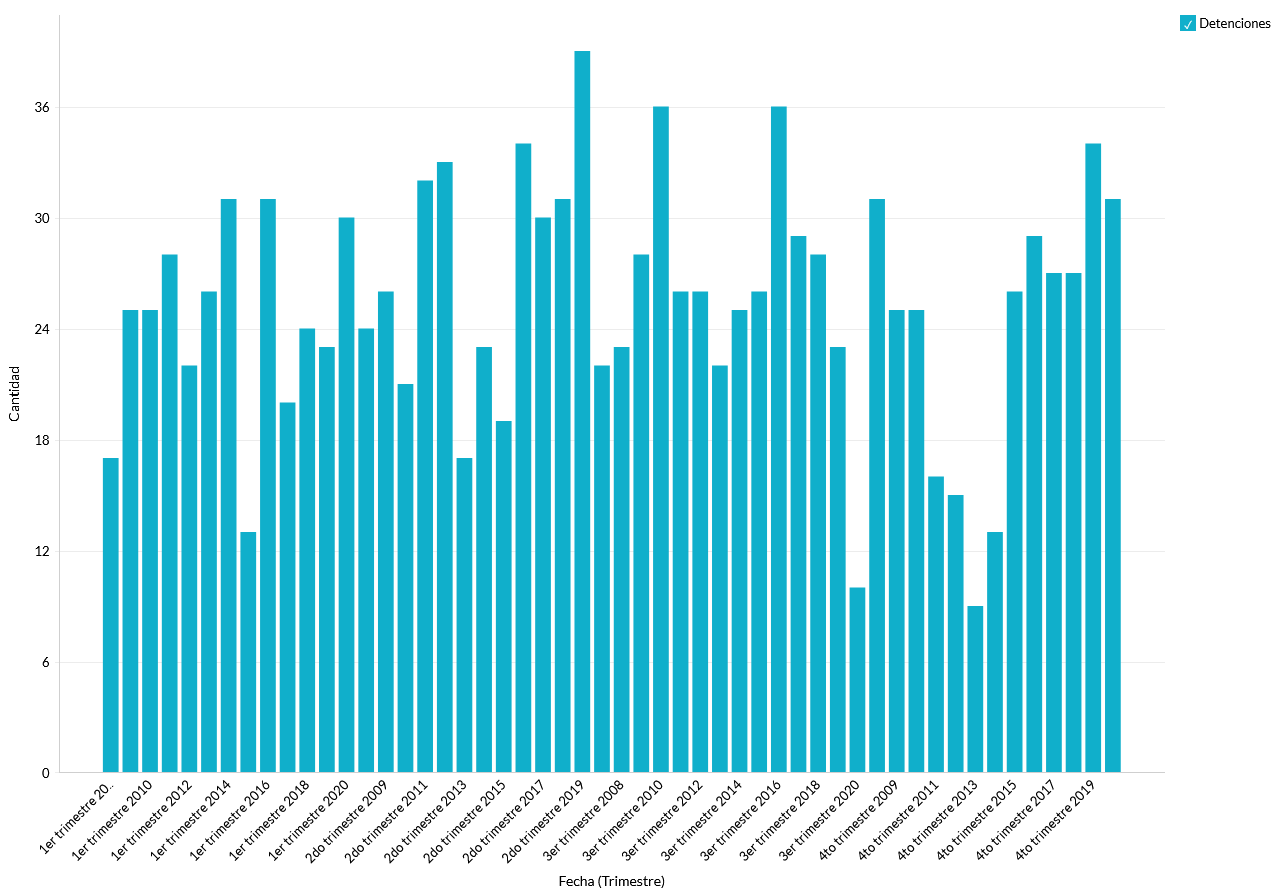 Detenciones
36
30
24
18
12
6
0
Cantidad
1er trimestre 20..
1er trimestre 2010
1er trimestre 2012
1er trimestre 2014
1er trimestre 2016
1er trimestre 2018
1er trimestre 2020
2do trimestre 2009
2do trimestre 2011
2do trimestre 2013
2do trimestre 2015
2do trimestre 2017
2do trimestre 2019
3er trimestre 2008
3er trimestre 2010
3er trimestre 2012
3er trimestre 2014
3er trimestre 2016
3er trimestre 2018
3er trimestre 2020
4to trimestre 2009
4to trimestre 2011
4to trimestre 2013
4to trimestre 2015
4to trimestre 2017
4to trimestre 2019
Fecha (Trimestre)